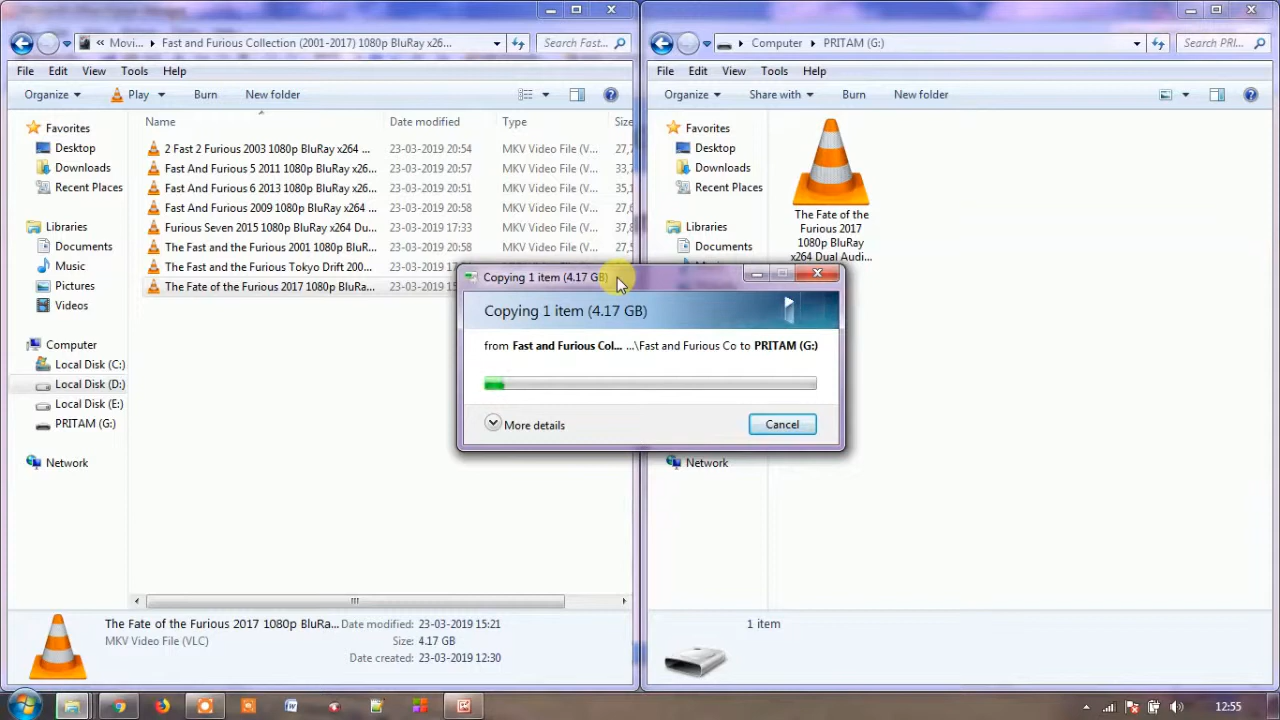 Movi...
Fast and Furious Collection (2001-2017) 1080p BluRay x26...
Search Fast...
File Edit View Tools Help
Organize Play Burn New folder
Favorites
Desktop
Downloads
Recent Places
Libraries
Documents
Music
Pictures
Videos
Computer
Local Disk (C:)
Local Disk (D:)
Local Disk (E:)
PRITAM (G:)
Network
Name Date modified Type Size
2 Fast 2 Furious 2003 1080p BluRay x264 ... 23-03-2019 20:54 MKV Video File (V... 27,
Fast And Furious 5 2011 1080p BluRay x26... 23-03-2019 20:57 MKV Video File (V... 33,
Fast And Furious 6 2013 1080p BluRay x26... 23-03-2019 20:51 MKV Video File (V... 35,
Fast And Furious 2009 1080p BluRay x264 ... 23-03-2019 20:58 MKV Video File (V... 27,
Furious Seven 2015 1080p BluRay x264 Du... 23-03-2019 17:33 MKV Video File (V... 37,
The Fast and the Furious 2001 1080p BluR... 23-03-2019 20:58 MKV Video File (V... 27,
The Fast and the Furious Tokyo Drift 200... 23-03-2019
The Fate of the Furious 2017 1080p BluRa...
The Fate of the Furious 2017 1080p BluRa... Date modified: 23-03-2019 15:21
MKV Video File (VLC) Size: 4.17 GB
Date created: 23-03-2019 12:30
Computer PRITAM (G:)
Search PRI...
File Edit View Tools Help
Organize Share with Burn New folder
Favorites
Desktop
Downloads
Recent Places
Libraries
Documents
Network
The Fate of the
Furious 2017
1080p BluRay
x264 Dual Audi...
1 item
Copying 1 item (4.17 GB)
Copying 1 item (4.17 GB)
from Fast and Furious Col... ...\Fast and Furious Co to PRITAM (G:)
More details
Cancel
12:55